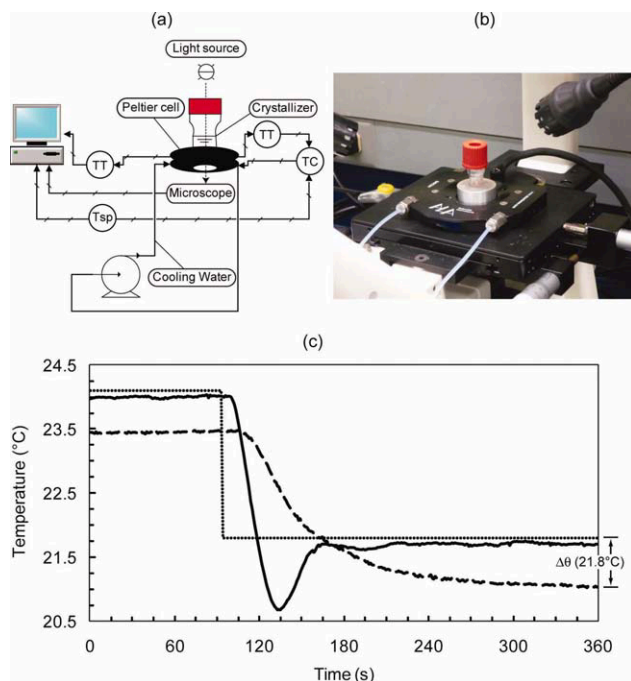 (a)
(b)
Light source
Peltier cell
Crystallizer
TT
TT
TC
Microscope
Tsp
Cooling Water
(c)
24.5
23.5
22.5
21.5
20.5
Temperature (°C)
Δθ (21.8°C)
0
60
120
180
240
300
360
Time (s)